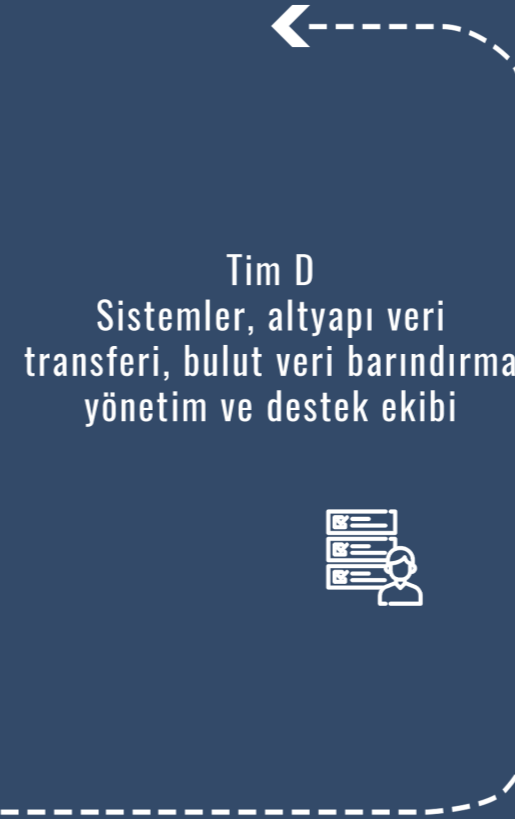 Tim D
Sistemler, altyapı veri
transferi, bulut veri barındırma
yönetim ve destek ekibi